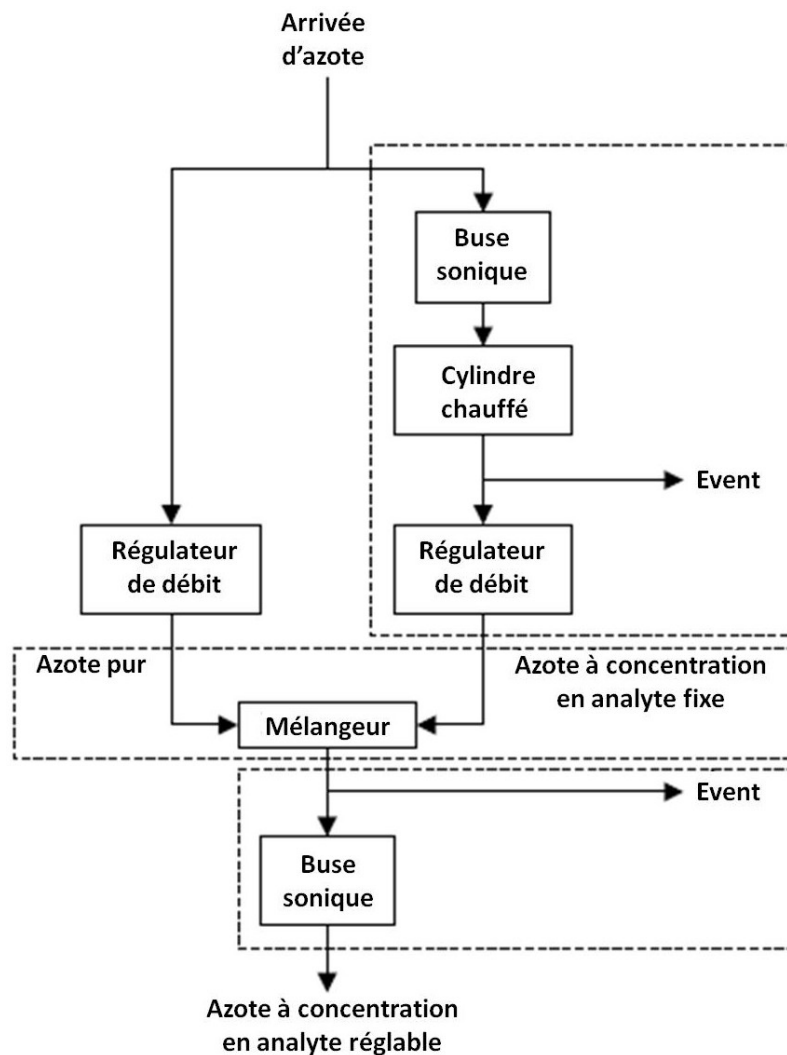 Arrivée
d'azote
Buse
sonique
Cylindre
chauffé
Event
Régulateur
de débit
Régulateur
de débit
Azote pur
Azote à concentration
en analyte fixe
Mélangeur
Event
Buse
sonique
Azote à concentration
en analyte réglable